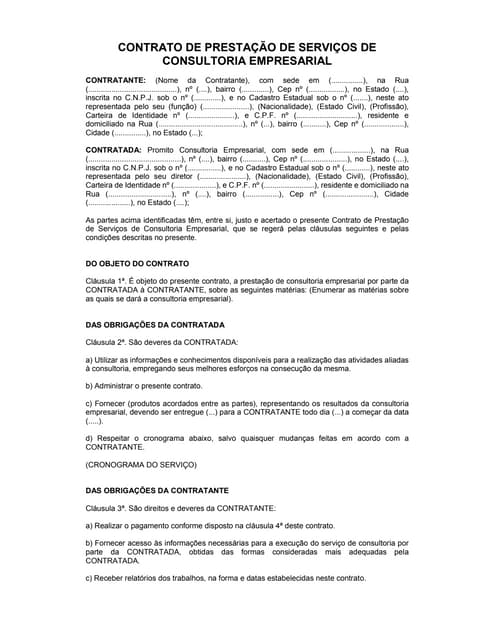 CONTRATO DE PRESTAÇÃO DE SERVIÇOS DE
CONSULTORIA EMPRESARIAL
CONTRATANTE: (Nome da Contratante), com sede em (...............), na Rua
(.........................................), nº (....), bairro (.............), Cep nº (................), no Estado (....),
inscrita no C.N.P.J. sob o nº (.............), e no Cadastro Estadual sob o nº (.......), neste ato
representada pelo seu (função) (.....................), (Nacionalidade), (Estado Civil), (Profissão),
Carteira de Identidade nº (.....................), e C.P.F. nº (...........................), residente e
domiciliado na Rua (......................................), nº (...), bairro (...........), Cep nº (..................),
Cidade (...............), no Estado (...);
CONTRATADA: Promito Consultoria Empresarial, com sede em (.................), na Rua
(...........................................), nº (....), bairro (...........), Cep nº (.....................), no Estado (....),
inscrita no C.N.P.J. sob o nº (................), e no Cadastro Estadual sob o nº (...........), neste ato
representada pelo seu diretor (.....................), (Nacionalidade), (Estado Civil), (Profissão),
Carteira de Identidade nº (...................), e C.P.F. nº (.......................), residente e domiciliado na
Rua (.............................), nº (....), bairro (...............), Cep nº (......................), Cidade
(...................), no Estado (....);
As partes acima identificadas têm, entre si, justo e acertado o presente Contrato de Prestação
de Serviços de Consultoria Empresarial, que se regerá pelas cláusulas seguintes e pelas
condições descritas no presente.
DO OBJETO DO CONTRATO
Cláusula 1ª. É objeto do presente contrato, a prestação de consultoria empresarial por parte da
CONTRATADA à CONTRATANTE, sobre as seguintes matérias: (Enumerar as matérias sobre
as quais se dará a consultoria empresarial).
DAS OBRIGAÇÕES DA CONTRATADA
Cláusula 2ª. São deveres da CONTRATADA:
a) Utilizar as informações e conhecimentos disponíveis para a realização das atividades aliadas
à consultoria, empregando seus melhores esforços na consecução da mesma.
b) Administrar o presente contrato.
c) Fornecer (produtos acordados entre as partes), representando os resultados da consultoria
empresarial, devendo ser entregue (...) para a CONTRATANTE todo dia (...) a começar da data
(.....).
d) Respeitar o cronograma abaixo, salvo quaisquer mudanças feitas em acordo com a
CONTRATANTE.
(CRONOGRAMA DO SERVIÇO)
DAS OBRIGAÇÕES DA CONTRATANTE
Cláusula 3ª. São direitos e deveres da CONTRATANTE:
a) Realizar o pagamento conforme disposto na cláusula 4ª deste contrato.
b) Fornecer acesso às informações necessárias para a execução do serviço de consultoria por
parte da CONTRATADA, obtidas das formas consideradas mais adequadas pela
CONTRATADA.
c) Receber relatórios dos trabalhos, na forma e datas estabelecidas neste contrato.